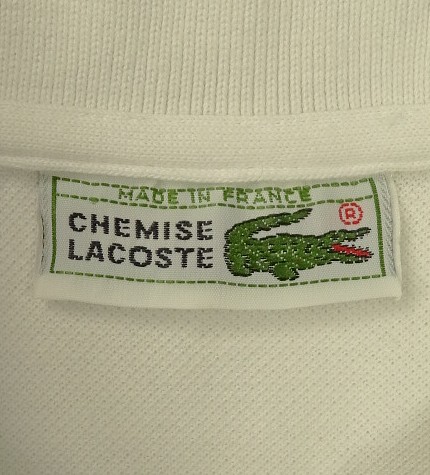 MADE IN FRANCE
CHEMISE
LACOSTE
®